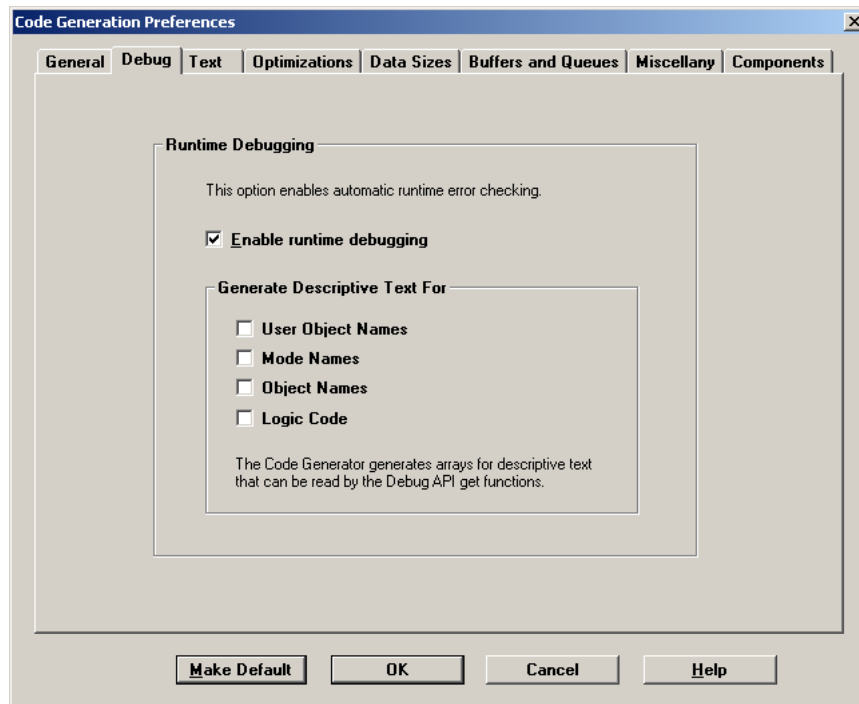 Code Generation Preferences
General Debug Text Optimizations Data Sizes Buffers and Queues Miscellany Components
Runtime Debugging
This option enables automatic runtime error checking.
Enable runtime debugging
Generate Descriptive Text For
User Object Names
Mode Names
Object Names
Logic Code
The Code Generator generates arrays for descriptive text
that can be read by the Debug API get functions.
Make Default OK Cancel Help